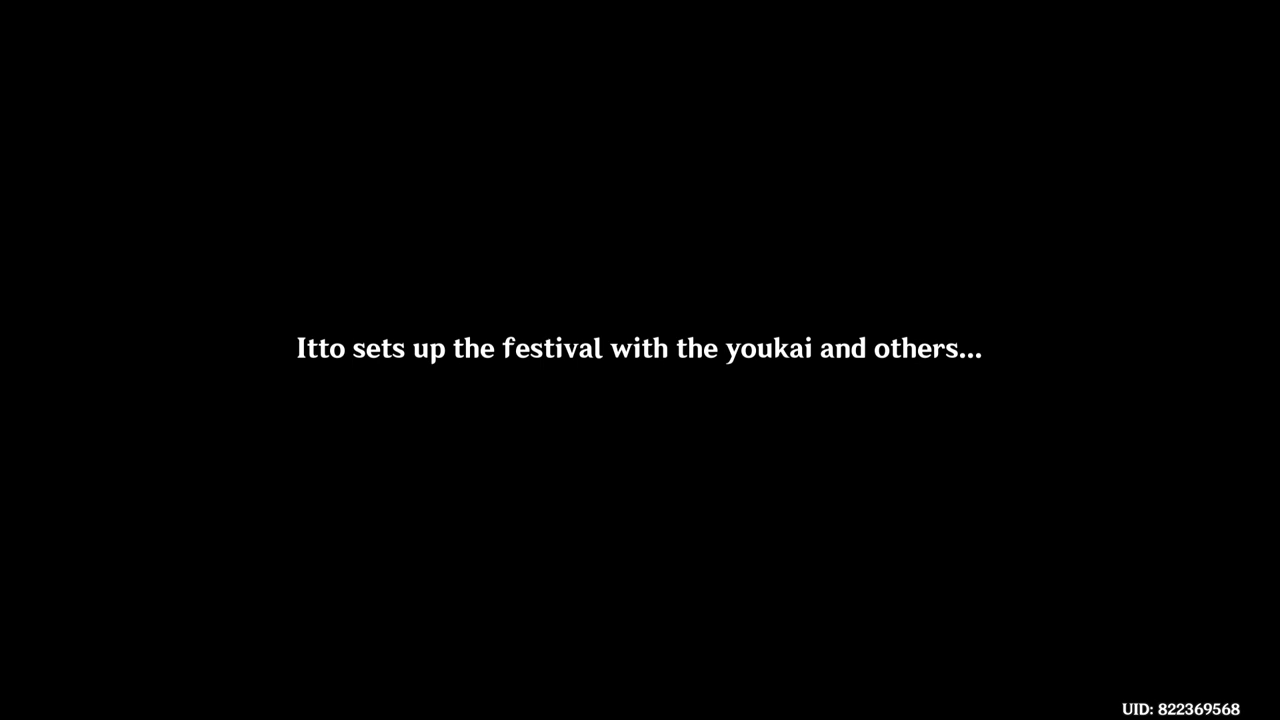 Itto sets up the festival with the youkai and others...
UID: 822369568